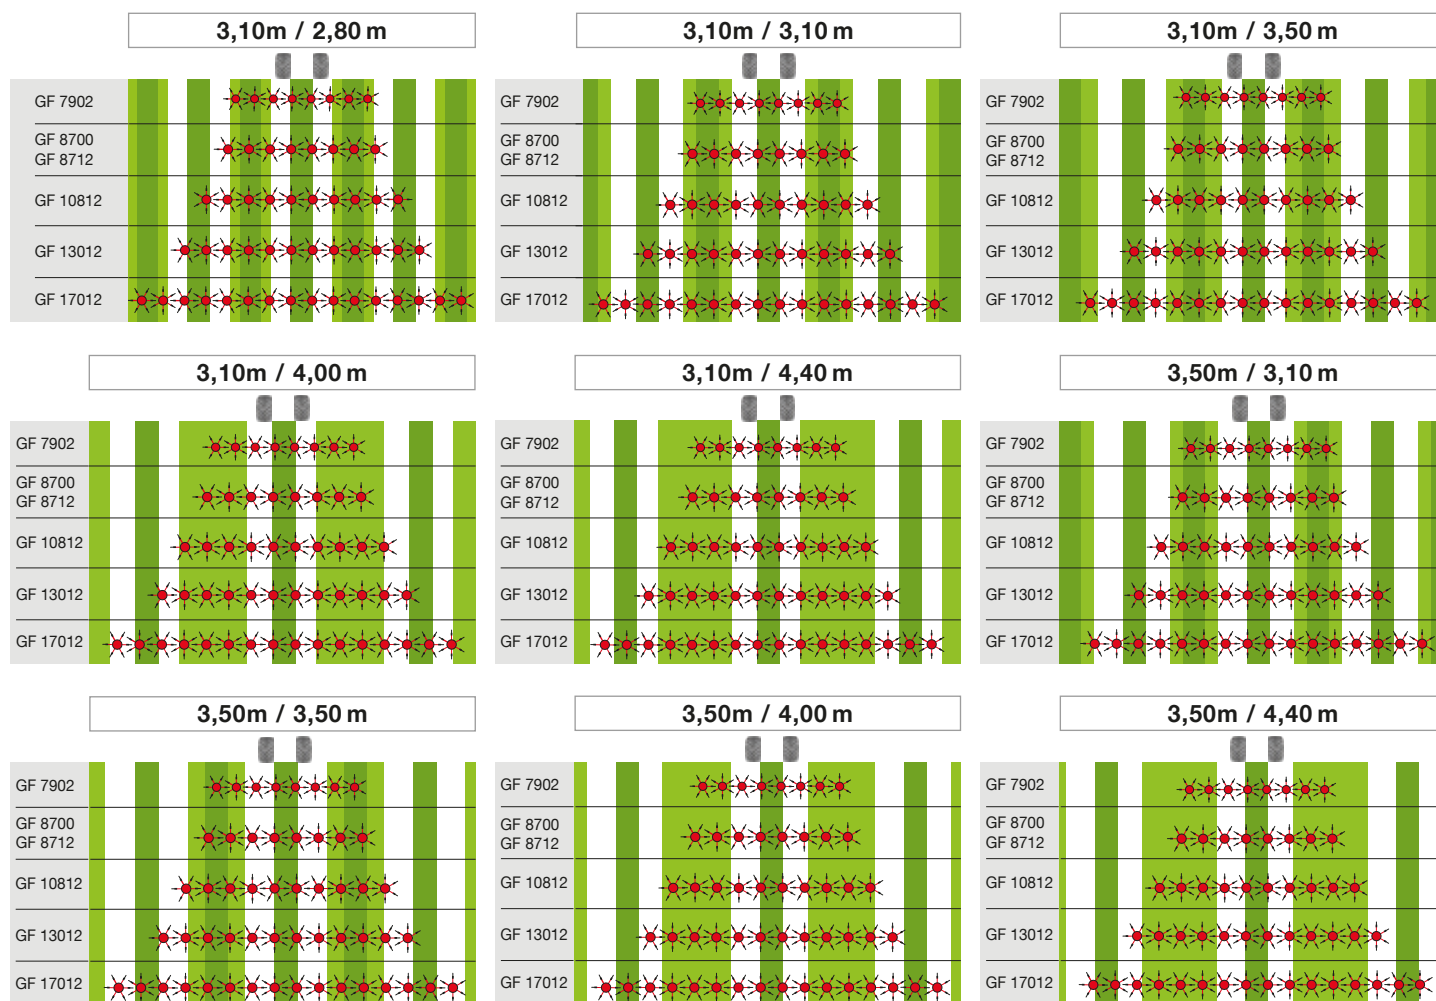 3,10m / 2,80 m
GF 7902
GF 8700
GF 8712
GF 10812
GF 13012
GF 17012
3,10m / 3,10 m
GF 7902
GF 8700
GF 8712
GF 10812
GF 13012
GF 17012
3,10m / 3,50 m
GF 7902
GF 8700
GF 8712
GF 10812
GF 13012
GF 17012
3,10m / 4,00 m
GF 7902
GF 8700
GF 8712
GF 10812
GF 13012
GF 17012
3,10m / 4,40 m
GF 7902
GF 8700
GF 8712
GF 10812
GF 13012
GF 17012
3,50m / 3,10 m
GF 7902
GF 8700
GF 8712
GF 10812
GF 13012
GF 17012
3,50m / 3,50 m
GF 7902
GF 8700
GF 8712
GF 10812
GF 13012
GF 17012
3,50m / 4,00 m
GF 7902
GF 8700
GF 8712
GF 10812
GF 13012
GF 17012
3,50m / 4,40 m
GF 7902
GF 8700
GF 8712
GF 10812
GF 13012
GF 17012